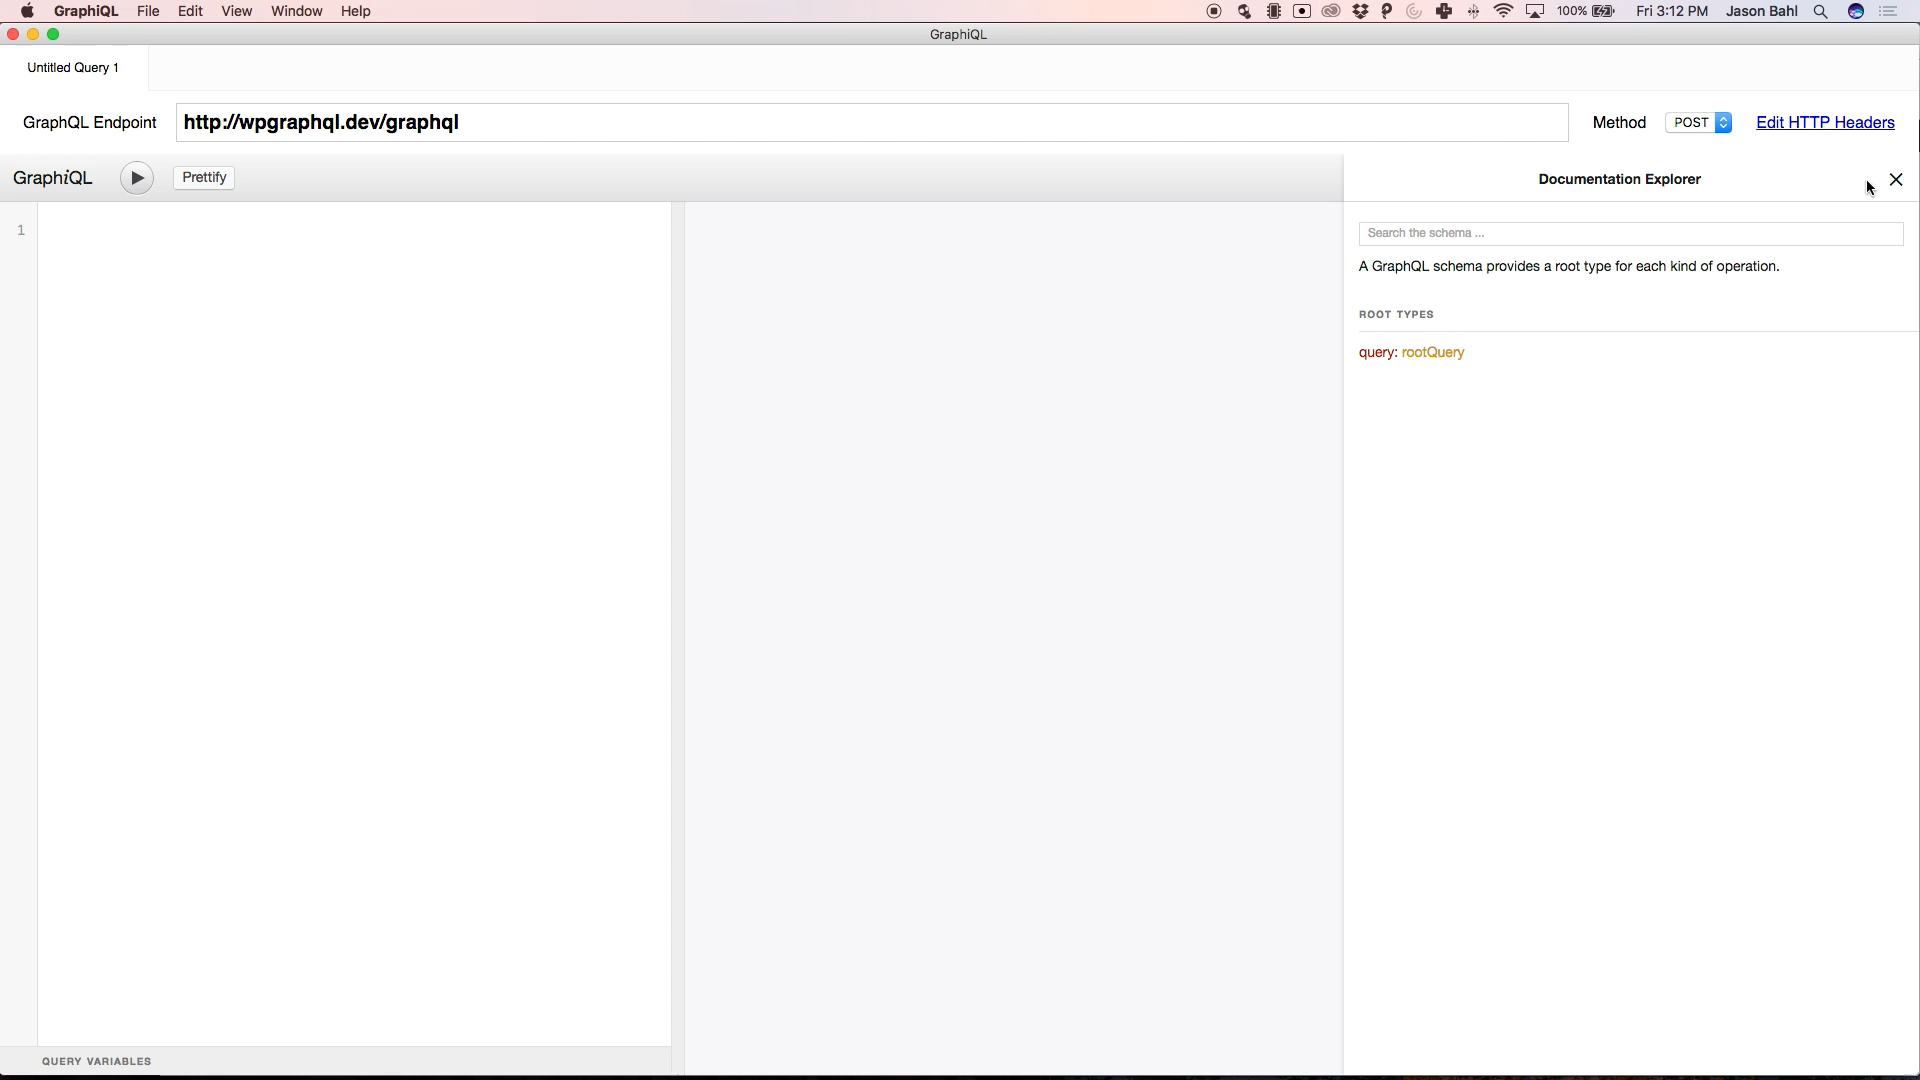 GraphiQL File Edit View Window Help
100% Fri 3:12 PM Jason Bahl
GraphiQL
Untitled Query 1
GraphQL Endpoint http://wpgraphql.dev/graphql Method POST Edit HTTP Headers
GraphiQL Prettify
Documentation Explorer
1
Search the schema ...
A GraphQL schema provides a root type for each kind of operation.
ROOT TYPES
query: rootQuery
QUERY VARIABLES